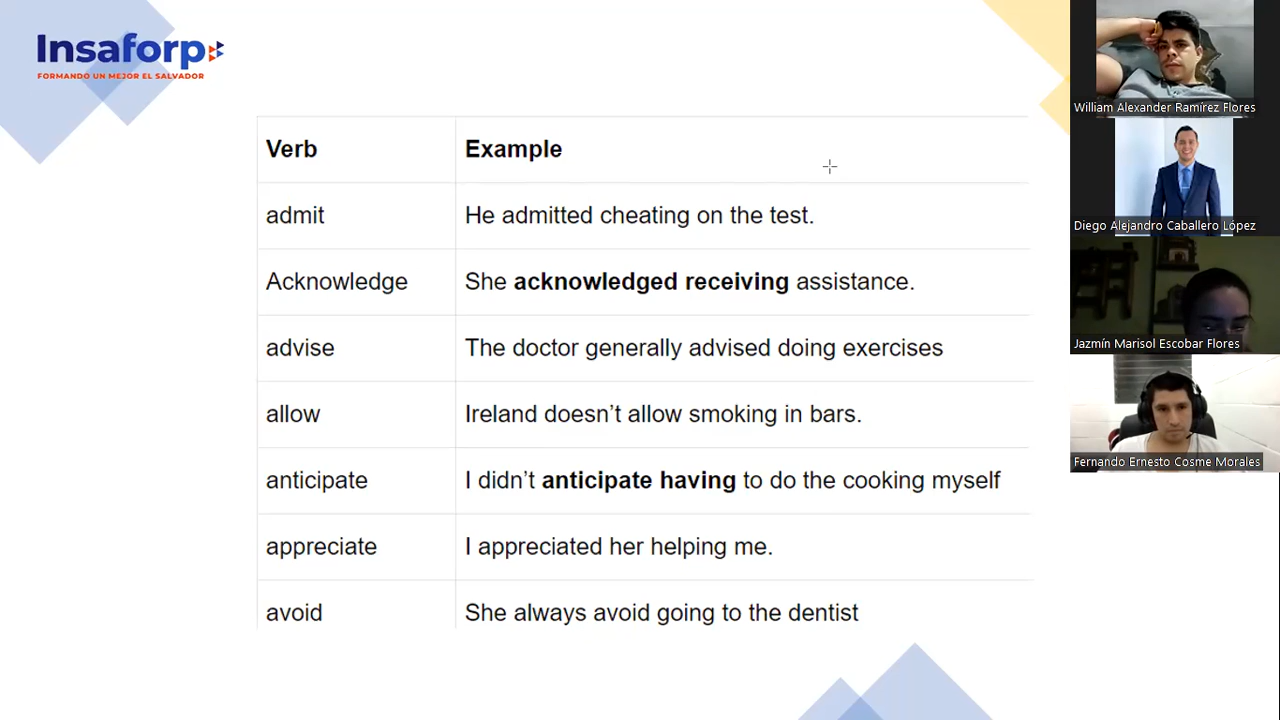 Insaforp
FORMANDO UN MEJOR EL SALVADOR
Verb Example
admit He admitted cheating on the test.
Acknowledge She acknowledged receiving assistance.
advise The doctor generally advised doing exercises
allow Ireland doesn’t allow smoking in bars.
anticipate I didn’t anticipate having to do the cooking myself
appreciate I appreciated her helping me.
avoid She always avoid going to the dentist
William Alexander Ramírez Flores
Diego Alejandro Caballero López
Jazmín Marisol Escobar Flores
Fernando Ernesto Cosme Morales